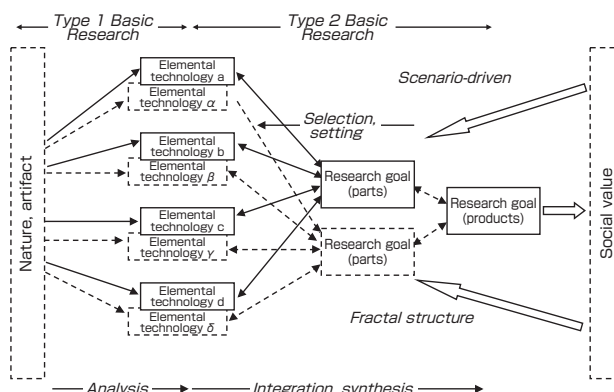 Type 1 Basic
Research
Type 2 Basic
Research
Elemental
technology a
Elemental
technology α
Elemental
technology b
Elemental
technology β
Elemental
technology c
Elemental
technology γ
Elemental
technology d
Elemental
technology δ
Nature, artifact
Selection,
setting
Scenario-driven
Research goal
(parts)
Research goal
(parts)
Research goal
(products)
Social value
Fractal structure
Analysis
Integration, synthesis